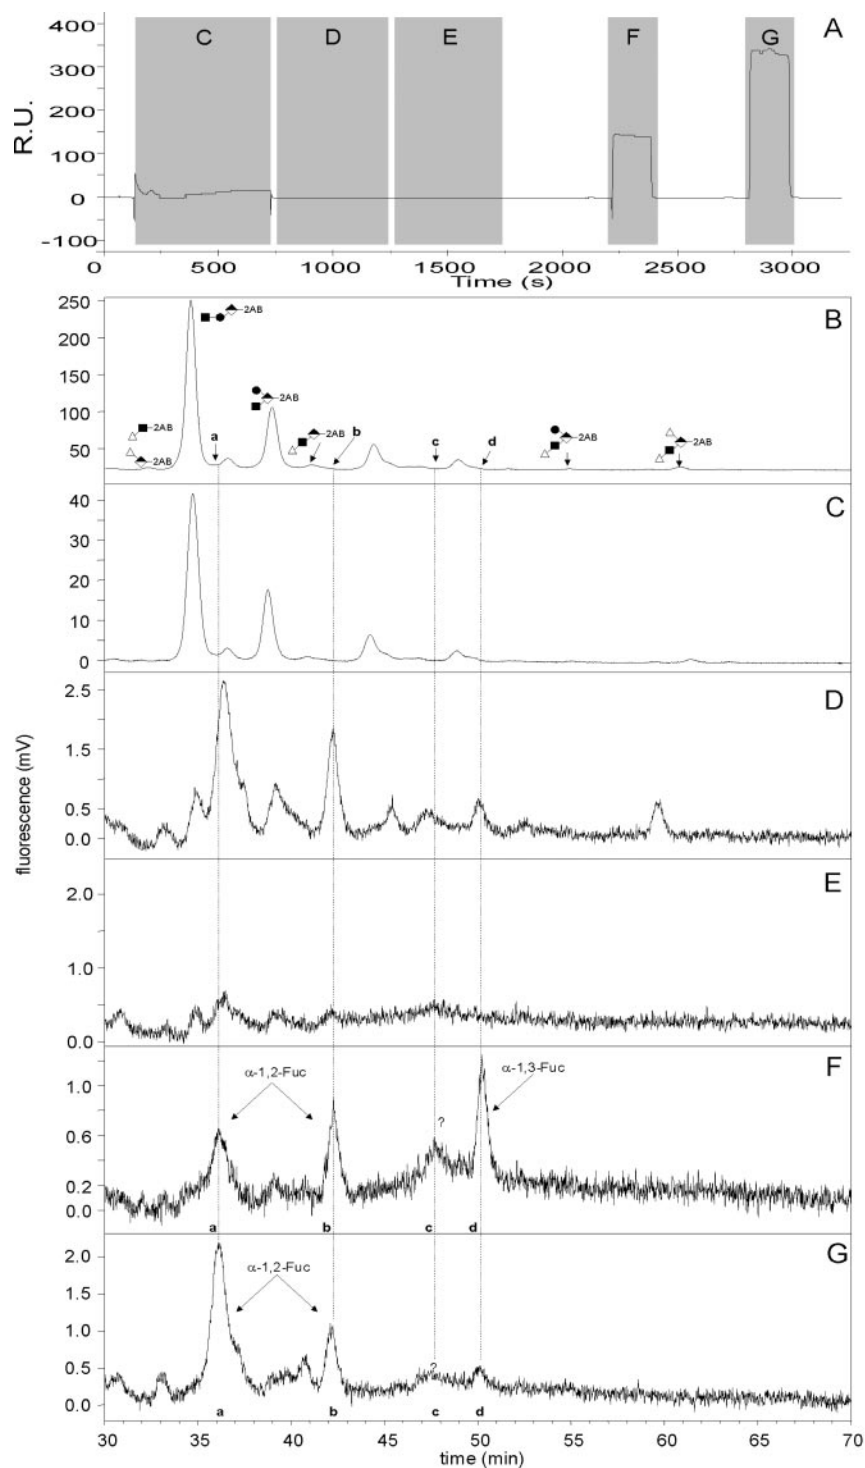 C D E F G A
400
300
200
100
0
-100
R.U.
0 500 1000 1500 2000 2500 3000
Time (s)
B
250
200
150
100
50
2AB
2AB
2AB
2AB
2AB
2AB
2AB
a b c d
C
40
30
20
10
0
D
2.5
1.5
0.5
0.0
fluorescence (mV)
E
2.0
1.0
0.0
F
1.0
0.6
0.2
0.0
α-1,2-Fuc
α-1,3-Fuc
?
a b c d
G
2.0
1.5
1.0
0.5
0.0
α-1,2-Fuc
?
a b c d
30 35 40 45 50 55 60 65 70
time (min)